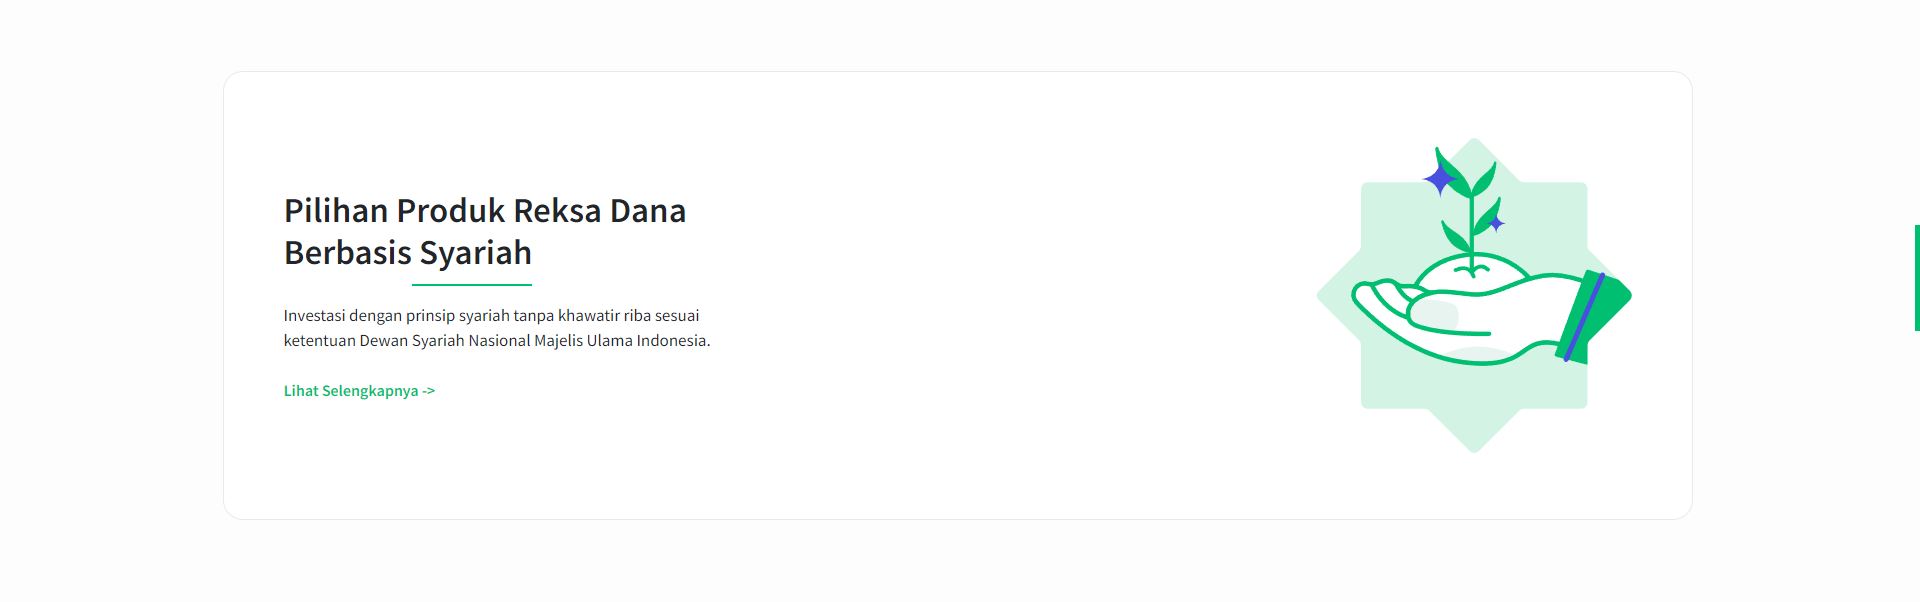 Pilihan Produk Reksa Dana
Berbasis Syariah
Investasi dengan prinsip syariah tanpa khawatir riba sesuai
ketentuan Dewan Syariah Nasional Majelis Ulama Indonesia.
Lihat Selengkapnya ->